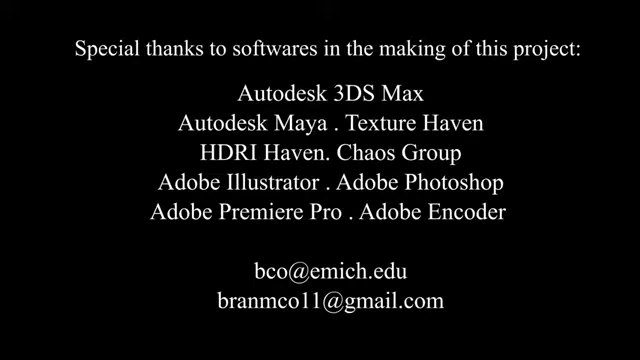 Special thanks to softwares in the making of this project:
Autodesk 3DS Max
Autodesk Maya . Texture Haven
HDRI Haven. Chaos Group
Adobe Illustrator . Adobe Photoshop
Adobe Premiere Pro . Adobe Encoder
bco@emich.edu
branmco11@gmail.com